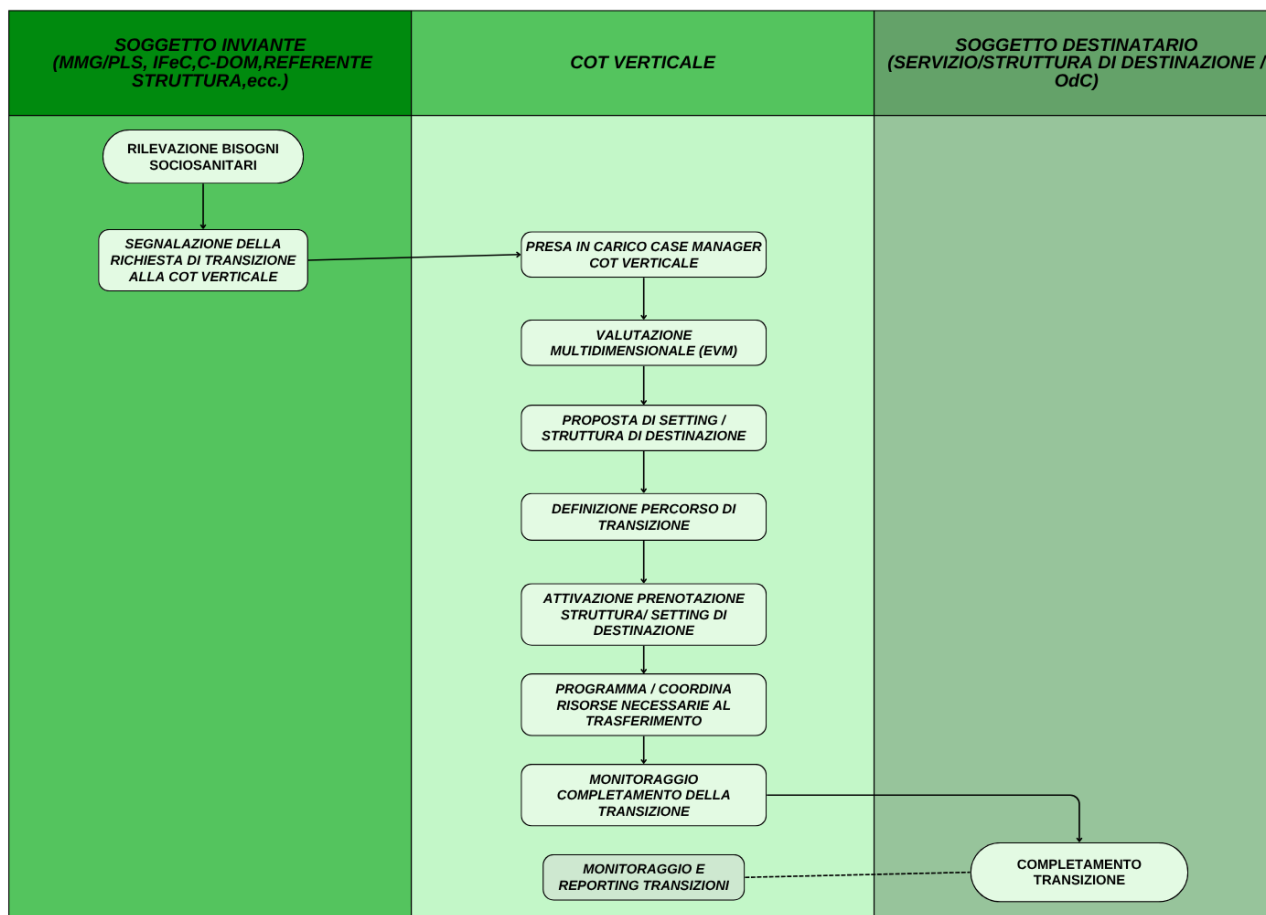 SOGGETTO INVIANTE
(MMG/PLS, IFeC,C-DOM,REFERENTE
STRUTTURA,ecc.)
COT VERTICALE
SOGGETTO DESTINATARIO
(SERVIZIO/STRUTTURA DI DESTINAZIONE /
OdC)
RILEVAZIONE BISOGNI
SOCIOSANITARI
SEGNALAZIONE DELLA
RICHIESTA DI TRANSIZIONE
ALLA COT VERTICALE
PRESA IN CARICO CASE MANAGER
COT VERTICALE
VALUTAZIONE
MULTIDIMENSIONALE (EVM)
PROPOSTA DI SETTING /
STRUTTURA DI DESTINAZIONE
DEFINIZIONE PERCORSO DI
TRANSIZIONE
ATTIVAZIONE PRENOTAZIONE
STRUTTURA/ SETTING DI
DESTINAZIONE
PROGRAMMA / COORDINA
RISORSE NECESSARIE AL
TRASFERIMENTO
MONITORAGGIO
COMPLETAMENTO DELLA
TRANSIZIONE
MONITORAGGIO E
REPORTING TRANSIZIONI
COMPLETAMENTO
TRANSIZIONE